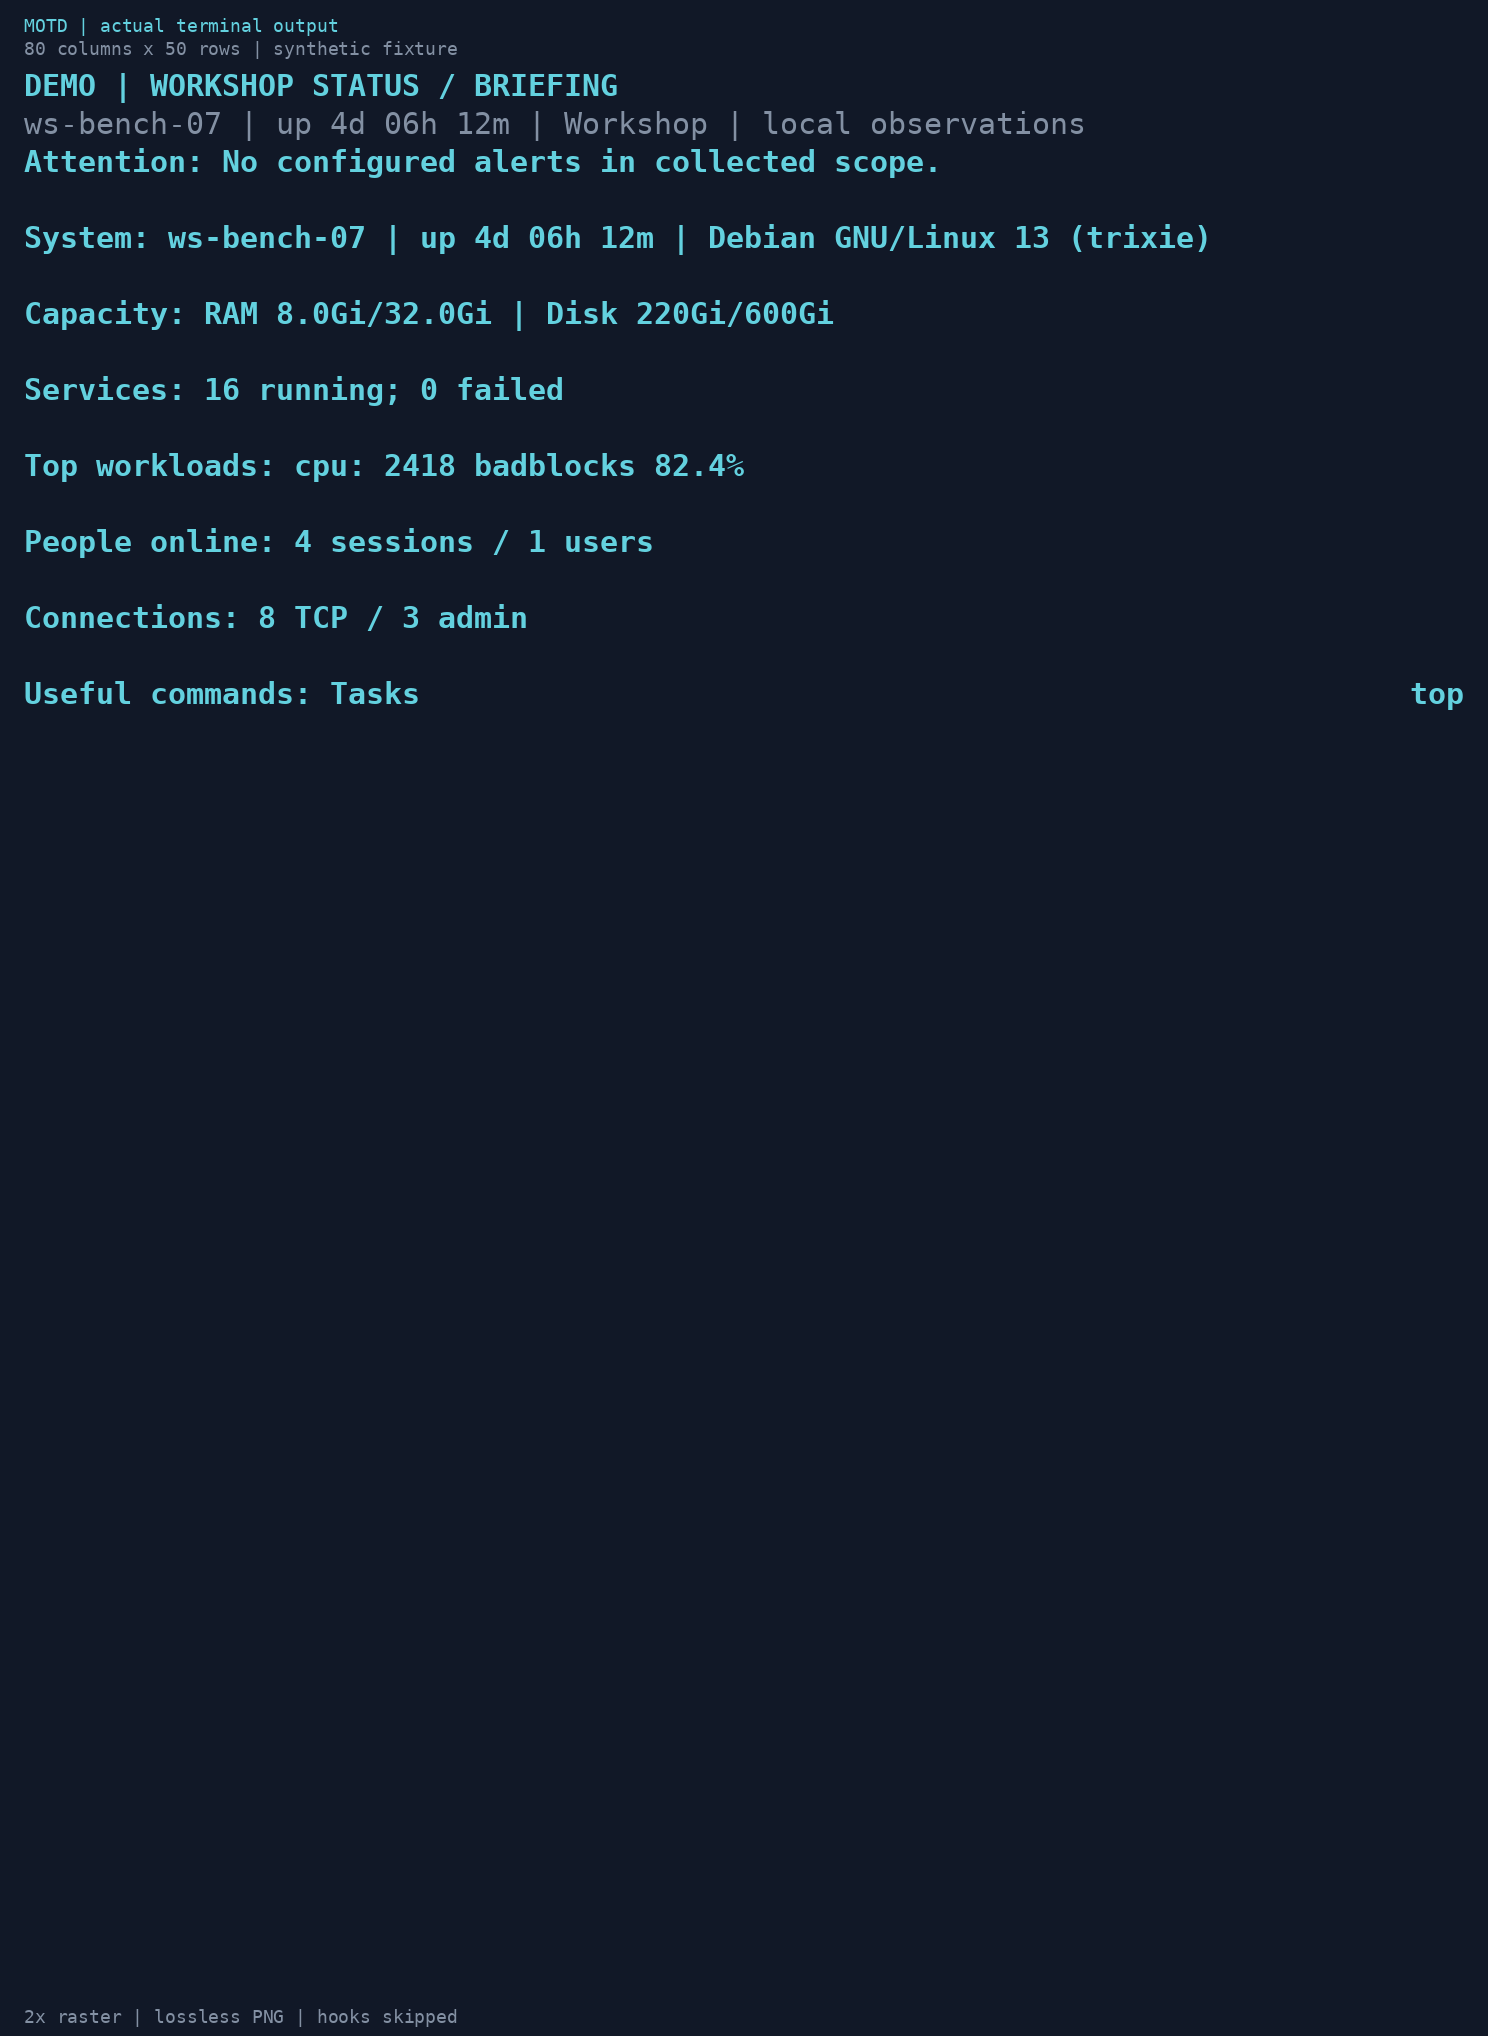 MOTD | actual terminal output
80 columns x 50 rows | synthetic fixture
DEMO | WORKSHOP STATUS / BRIEFING
ws-bench-07 | up 4d 06h 12m | Workshop | local observations
Attention: No configured alerts in collected scope.
System: ws-bench-07 | up 4d 06h 12m | Debian GNU/Linux 13 (trixie)
Capacity: RAM 8.0Gi/32.0Gi | Disk 220Gi/600Gi
Services: 16 running; 0 failed
Top workloads: cpu: 2418 badblocks 82.4%
People online: 4 sessions / 1 users
Connections: 8 TCP / 3 admin
Useful commands: Tasks top
2x raster | lossless PNG | hooks skipped